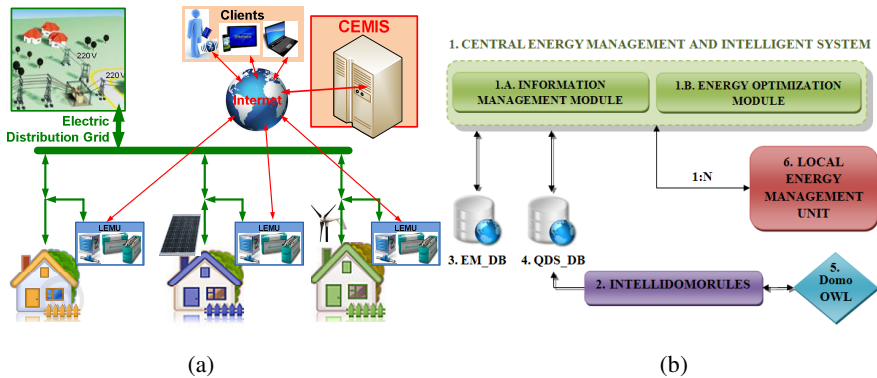 Clients
CEMIS
220 V
220 V
Internet
Electric
Distribution Grid
LEMU
LEMU
LEMU
(a)
1. CENTRAL ENERGY MANAGEMENT AND INTELLIGENT SYSTEM
1.A. INFORMATION
MANAGEMENT MODULE
1.B. ENERGY OPTIMIZATION
MODULE
6. LOCAL
ENERGY
MANAGEMENT
UNIT
1:N
3. EM_DB
4. QDS_DB
2. INTELLIDOMORULES
5.
Domo
OWL
(b)